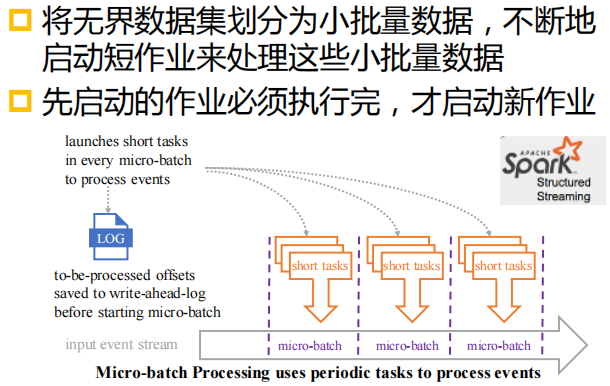 将无界数据集划分为小批量数据，不断地
启动短作业来处理这些小批量数据
先启动的作业必须执行完，才启动新作业
launches short tasks
in every micro-batch
to process events
APACHE
Spark
Structured
Streaming
LOG
short tasks
short tasks
short tasks
to-be-processed offsets
saved to write-ahead-log
before starting micro-batch
input event stream
micro-batch
micro-batch
micro-batch
Micro-batch Processing uses periodic tasks to process events